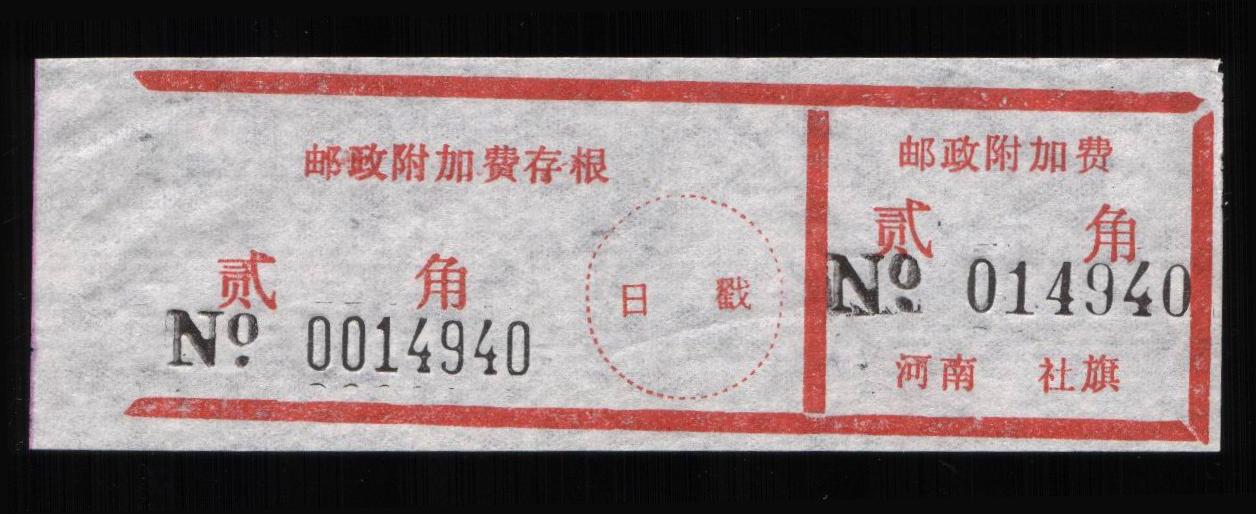 邮政附加费存根
贰 角
№ 0014940
日 戳
邮政附加费
贰 角
№ 014940
河南 社旗